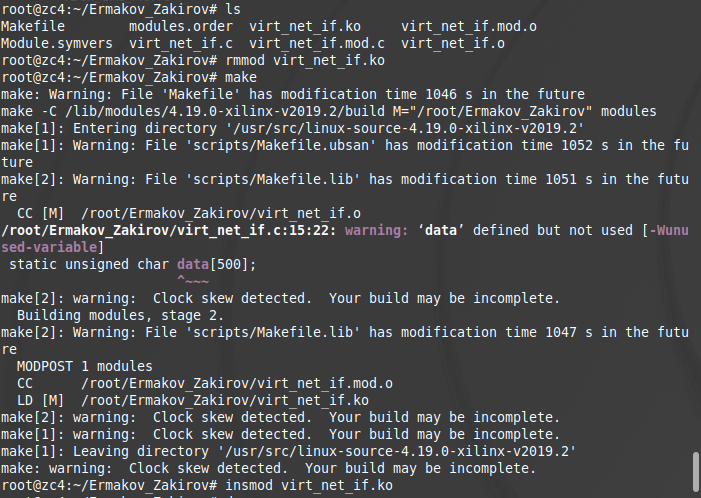 root@zc4:~/Ermakov_Zakirov# ls
Makefile        modules.order  virt_net_if.ko     virt_net_if.mod.o
Module.symvers  virt_net_if.c  virt_net_if.mod.c  virt_net_if.o
root@zc4:~/Ermakov_Zakirov# rmmod virt_net_if.ko
root@zc4:~/Ermakov_Zakirov# make
make: Warning: File 'Makefile' has modification time 1046 s in the future
make -C /lib/modules/4.19.0-xilinx-v2019.2/build M="/root/Ermakov_Zakirov" modules
make[1]: Entering directory '/usr/src/linux-source-4.19.0-xilinx-v2019.2'
make[1]: Warning: File 'scripts/Makefile.ubsan' has modification time 1052 s in the fu
ture
make[2]: Warning: File 'scripts/Makefile.lib' has modification time 1051 s in the futu
re
  CC [M]  /root/Ermakov_Zakirov/virt_net_if.o
/root/Ermakov_Zakirov/virt_net_if.c:15:22: warning: ‘data’ defined but not used [-Wunu
sed-variable]
 static unsigned char data[500];
                      ^~~~
make[2]: warning:  Clock skew detected.  Your build may be incomplete.
  Building modules, stage 2.
make[2]: Warning: File 'scripts/Makefile.lib' has modification time 1047 s in the futu
re
  MODPOST 1 modules
  CC      /root/Ermakov_Zakirov/virt_net_if.mod.o
  LD [M]  /root/Ermakov_Zakirov/virt_net_if.ko
make[2]: warning:  Clock skew detected.  Your build may be incomplete.
make[1]: warning:  Clock skew detected.  Your build may be incomplete.
make[1]: Leaving directory '/usr/src/linux-source-4.19.0-xilinx-v2019.2'
make: warning:  Clock skew detected.  Your build may be incomplete.
root@zc4:~/Ermakov_Zakirov# insmod virt_net_if.ko